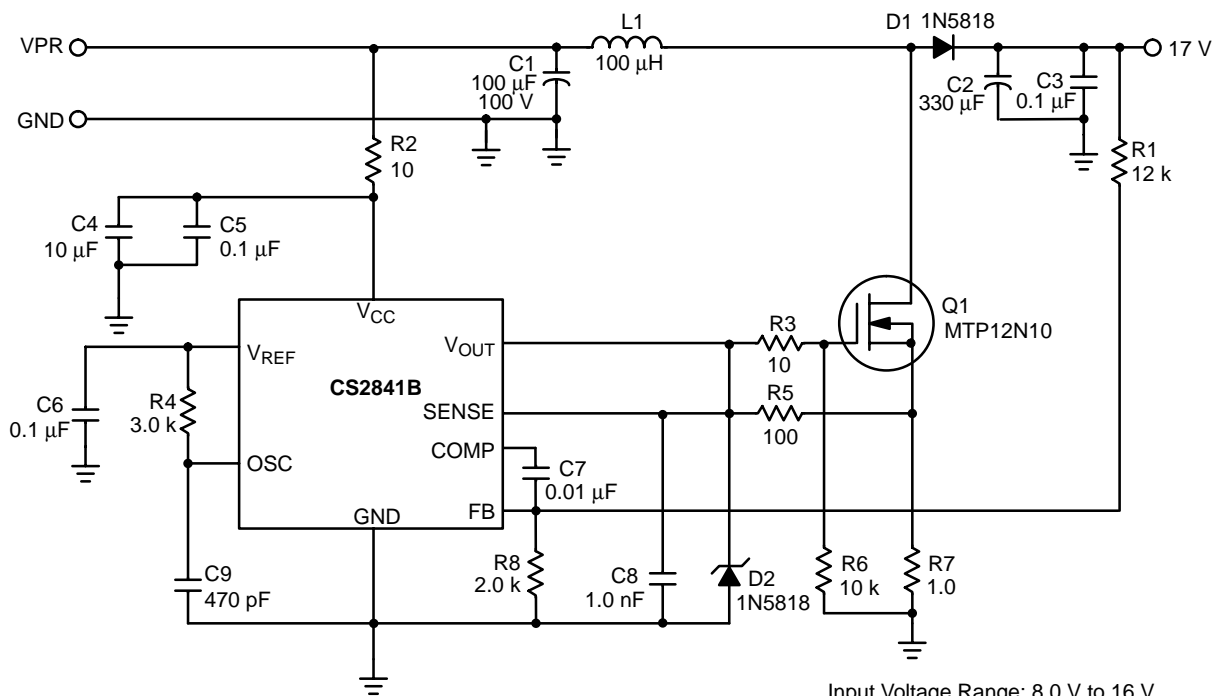 D1 1N5818
L1
VPR
17 V
100 μH
C1
100 μF
100 V
C2
330 μF
C3
0.1 μF
GND
R2
10
R1
12 k
C4
10 μF
C5
0.1 μF
Q1
MTP12N10
VCC
VREF
VOUT
R3
10
CS2841B
C6
0.1 μF
R4
3.0 k
SENSE
R5
100
OSC
COMP
C7
0.01 μF
GND
FB
C9
470 pF
R8
2.0 k
C8
1.0 nF
D2
1N5818
R6
10 k
R7
1.0
Input Voltage Range: 8.0 V to 16 V